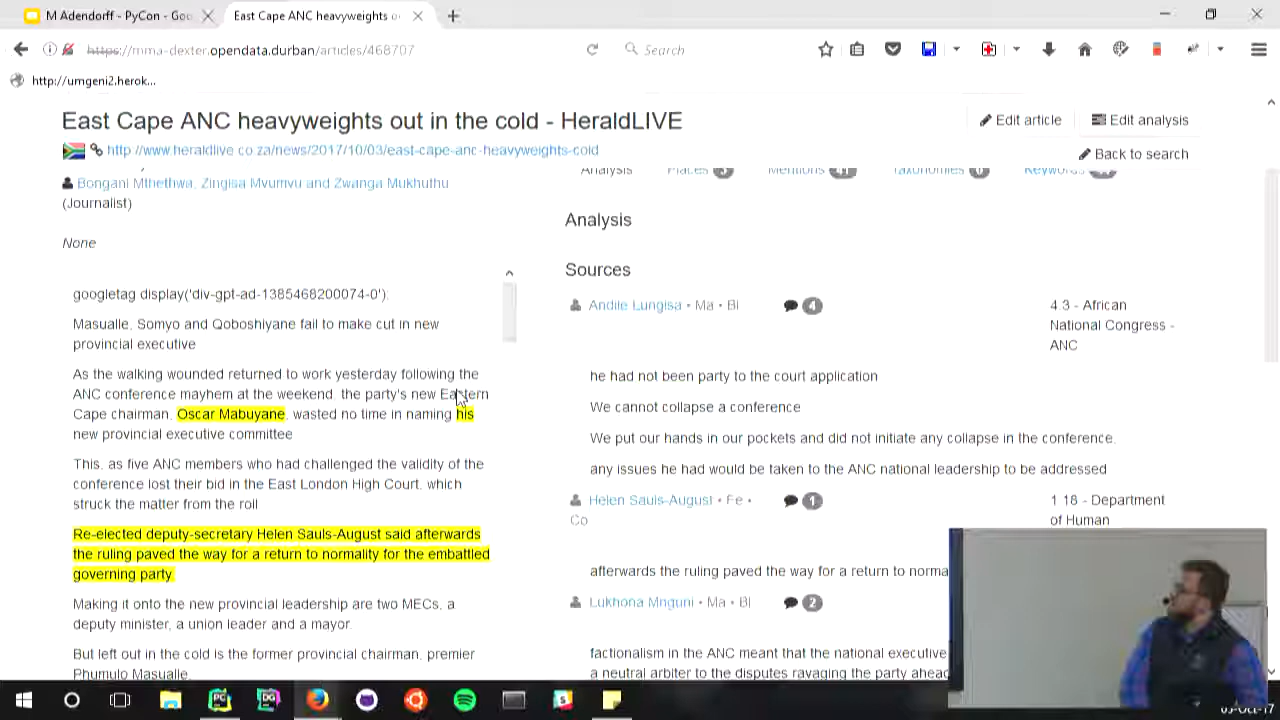 M Adendorff - PyCon - Goo
East Cape ANC heavyweights o
https://mma-dexter.opendata.durban/articles/468707
Search
http://umgeni2.herok...
East Cape ANC heavyweights out in the cold - HeraldLIVE
Edit article
Edit analysis
http://www.heraldlive.co.za/news/2017/10/03/east-cape-anc-heavyweights-cold
Back to search
Bongani Mthethwa, Zingisa Mvumvu and Zwanga Mukhuthu
(Journalist)
None
Analysis
Places
Mentions
Taxonomies
Keywords
Analysis
Sources
googletag display('div-gpt-ad-1385468200074-0');
Masualle, Somyo and Qoboshiyane fail to make cut in new
provincial executive
As the walking wounded returned to work yesterday following the
ANC conference mayhem at the weekend the party's new Eastern
Cape chairman, Oscar Mabuyane, wasted no time in naming his
new provincial executive committee
This, as five ANC members who had challenged the validity of the
conference lost their bid in the East London High Court, which
struck the matter from the roll
Re-elected deputy-secretary Helen Sauls-August said afterwards
the ruling paved the way for a return to normality for the embattled
governing party
Making it onto the new provincial leadership are two MECs, a
deputy minister, a union leader and a mayor.
But left out in the cold is the former provincial chairman, premier
Phumulo Masualle,
Andile Lungisa • Ma • Bl
4
4.3 - African
National Congress -
ANC
he had not been party to the court application
We cannot collapse a conference
We put our hands in our pockets and did not initiate any collapse in the conference.
any issues he had would be taken to the ANC national leadership to be addressed
Helen Sauls-August • Fe •
Co
1
1.18 - Department
of Human
afterwards the ruling paved the way for a return to norma
Lukhona Mnguni • Ma • Bl
2
factionalism in the ANC meant that the national executive
a neutral arbiter to the disputes ravaging the party ahead
PC
DG
03-Oct-17